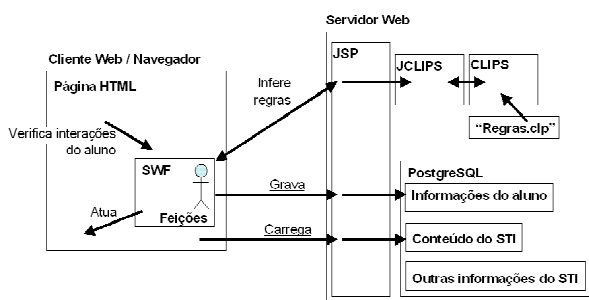 Servidor Web
Cliente Web / Navegador
JSP
JCLIPS
CLIPS
Página HTML
Infere
regras
Verifica interações
do aluno
"Regras.clp"
SWF
PostgreSQL
Grava
Informações do aluno
Atua
Feições
Carrega
Conteúdo do STI
Outras informações do STI